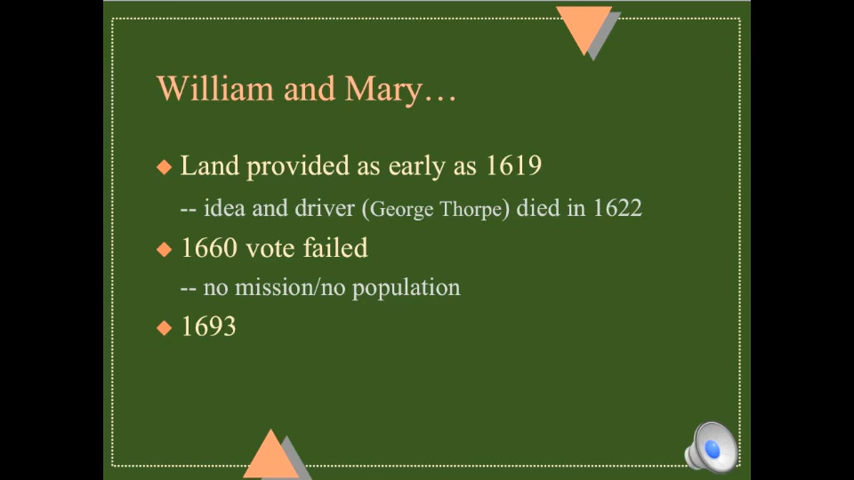 William and Mary…
Land provided as early as 1619
-- idea and driver (George Thorpe) died in 1622
1660 vote failed
-- no mission/no population
1693